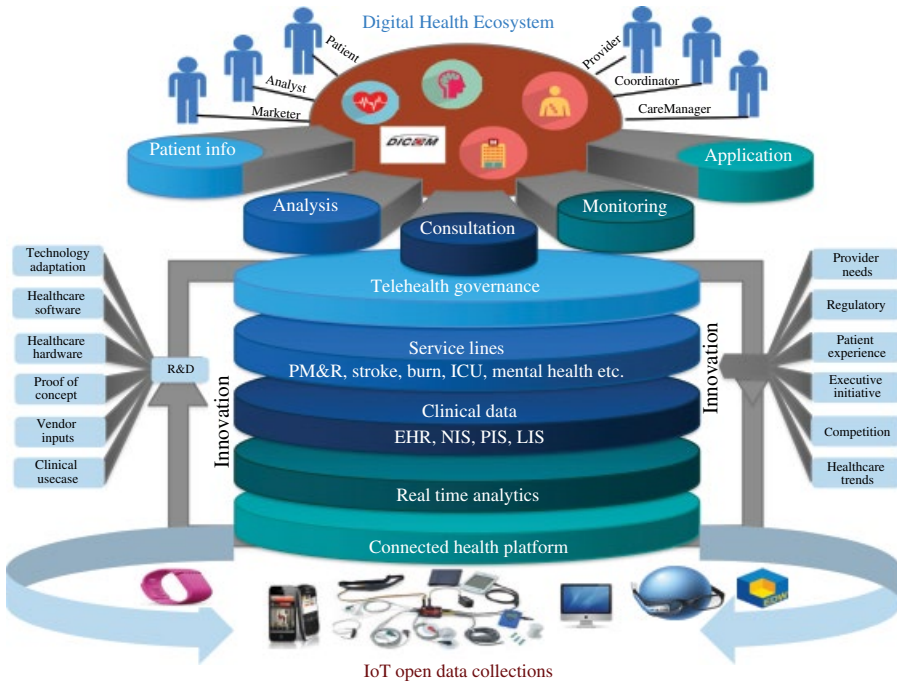 Digital Health Ecosystem
Patient
Analyst
Marketer
Provider
Coordinator
CareManager
DICOM
Patient info
Analysis
Consultation
Monitoring
Application
Technology
adaptation
Healthcare
software
Healthcare
hardware
Proof of
concept
Vendor
inputs
Clinical
usecase
R&D
Innovation
Telehealth governance
Service lines
PM&R, stroke, burn, ICU, mental health etc.
Clinical data
EHR, NIS, PIS, LIS
Real time analytics
Connected health platform
Innovation
Provider
needs
Regulatory
Patient
experience
Executive
initiative
Competition
Healthcare
trends
EDW
IoT open data collections